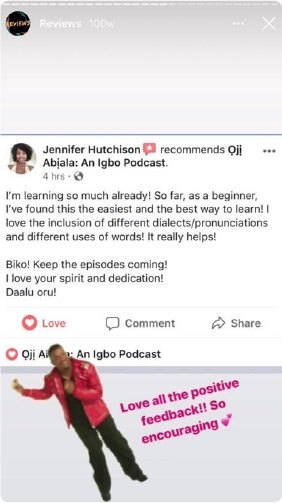 REVIEWS
Reviews 100w
Jennifer Hutchison recommends Ọjị
Abịala: An Igbo Podcast.
4 hrs ·
I'm learning so much already! So far, as a beginner,
I've found this the easiest and the best way to learn! I
love the inclusion of different dialects/pronunciations
and different uses of words! It really helps!
Biko! Keep the episodes coming!
I love your spirit and dedication!
Daalu oru!
Love Comment Share
Ọjị : An Igbo Podcast
Love all the positive
feedback!! So
encouraging 💕